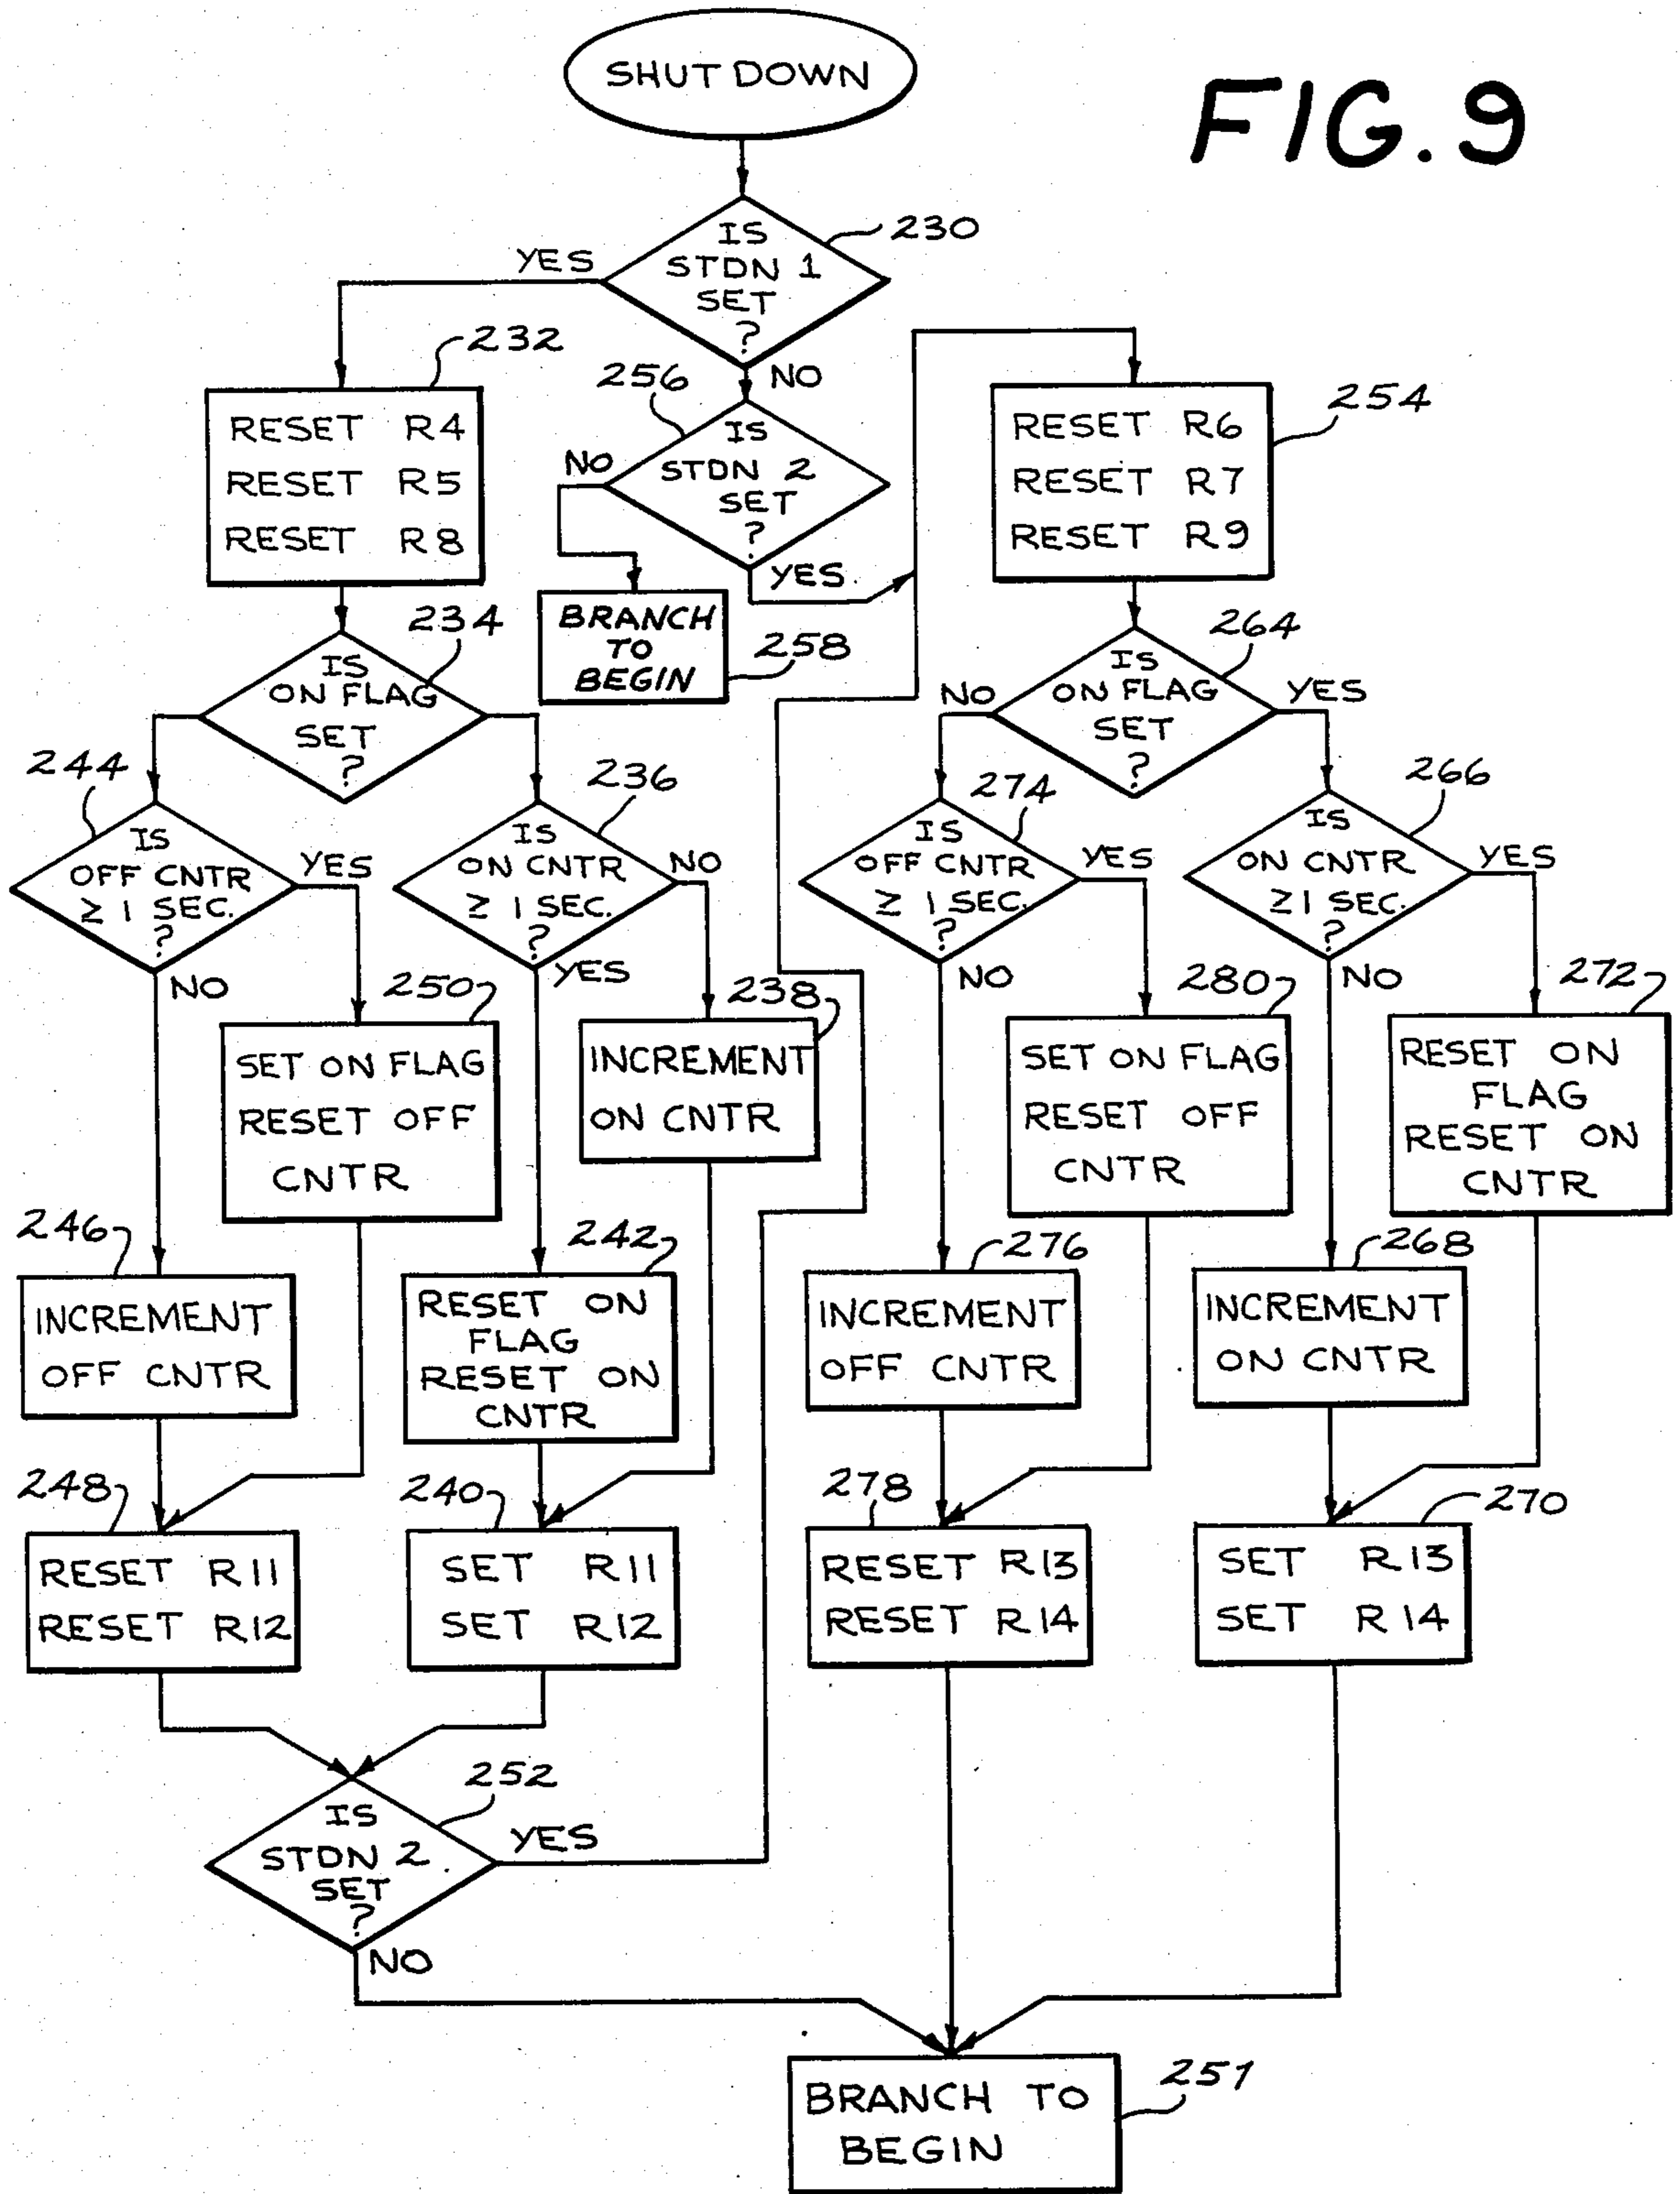 SHUT DOWN
FIG. 9
IS
STDN 1
SET
?
230
YES
NO
232
RESET R4
RESET R5
RESET R8
256
IS
STDN 2
SET
?
NO
YES
BRANCH
TO
BEGIN
258
254
RESET R6
RESET R7
RESET R9
234
IS
ON FLAG
SET
?
264
IS
ON FLAG
SET
?
NO
YES
244
IS
OFF CNTR
≥ 1 SEC.
?
YES
NO
236
IS
ON CNTR
≥ 1 SEC.
?
NO
YES
274
IS
OFF CNTR
≥ 1 SEC.
?
YES
NO
266
IS
ON CNTR
≥ 1 SEC.
?
YES
NO
250
SET ON FLAG
RESET OFF
CNTR
238
INCREMENT
ON CNTR
280
SET ON FLAG
RESET OFF
CNTR
272
RESET ON
FLAG
RESET ON
CNTR
246
INCREMENT
OFF CNTR
242
RESET ON
FLAG
RESET ON
CNTR
276
INCREMENT
OFF CNTR
268
INCREMENT
ON CNTR
248
RESET R11
RESET R12
240
SET R11
SET R12
278
RESET R13
RESET R14
270
SET R13
SET R14
252
IS
STDN 2
SET
?
YES
NO
BRANCH TO
BEGIN
251